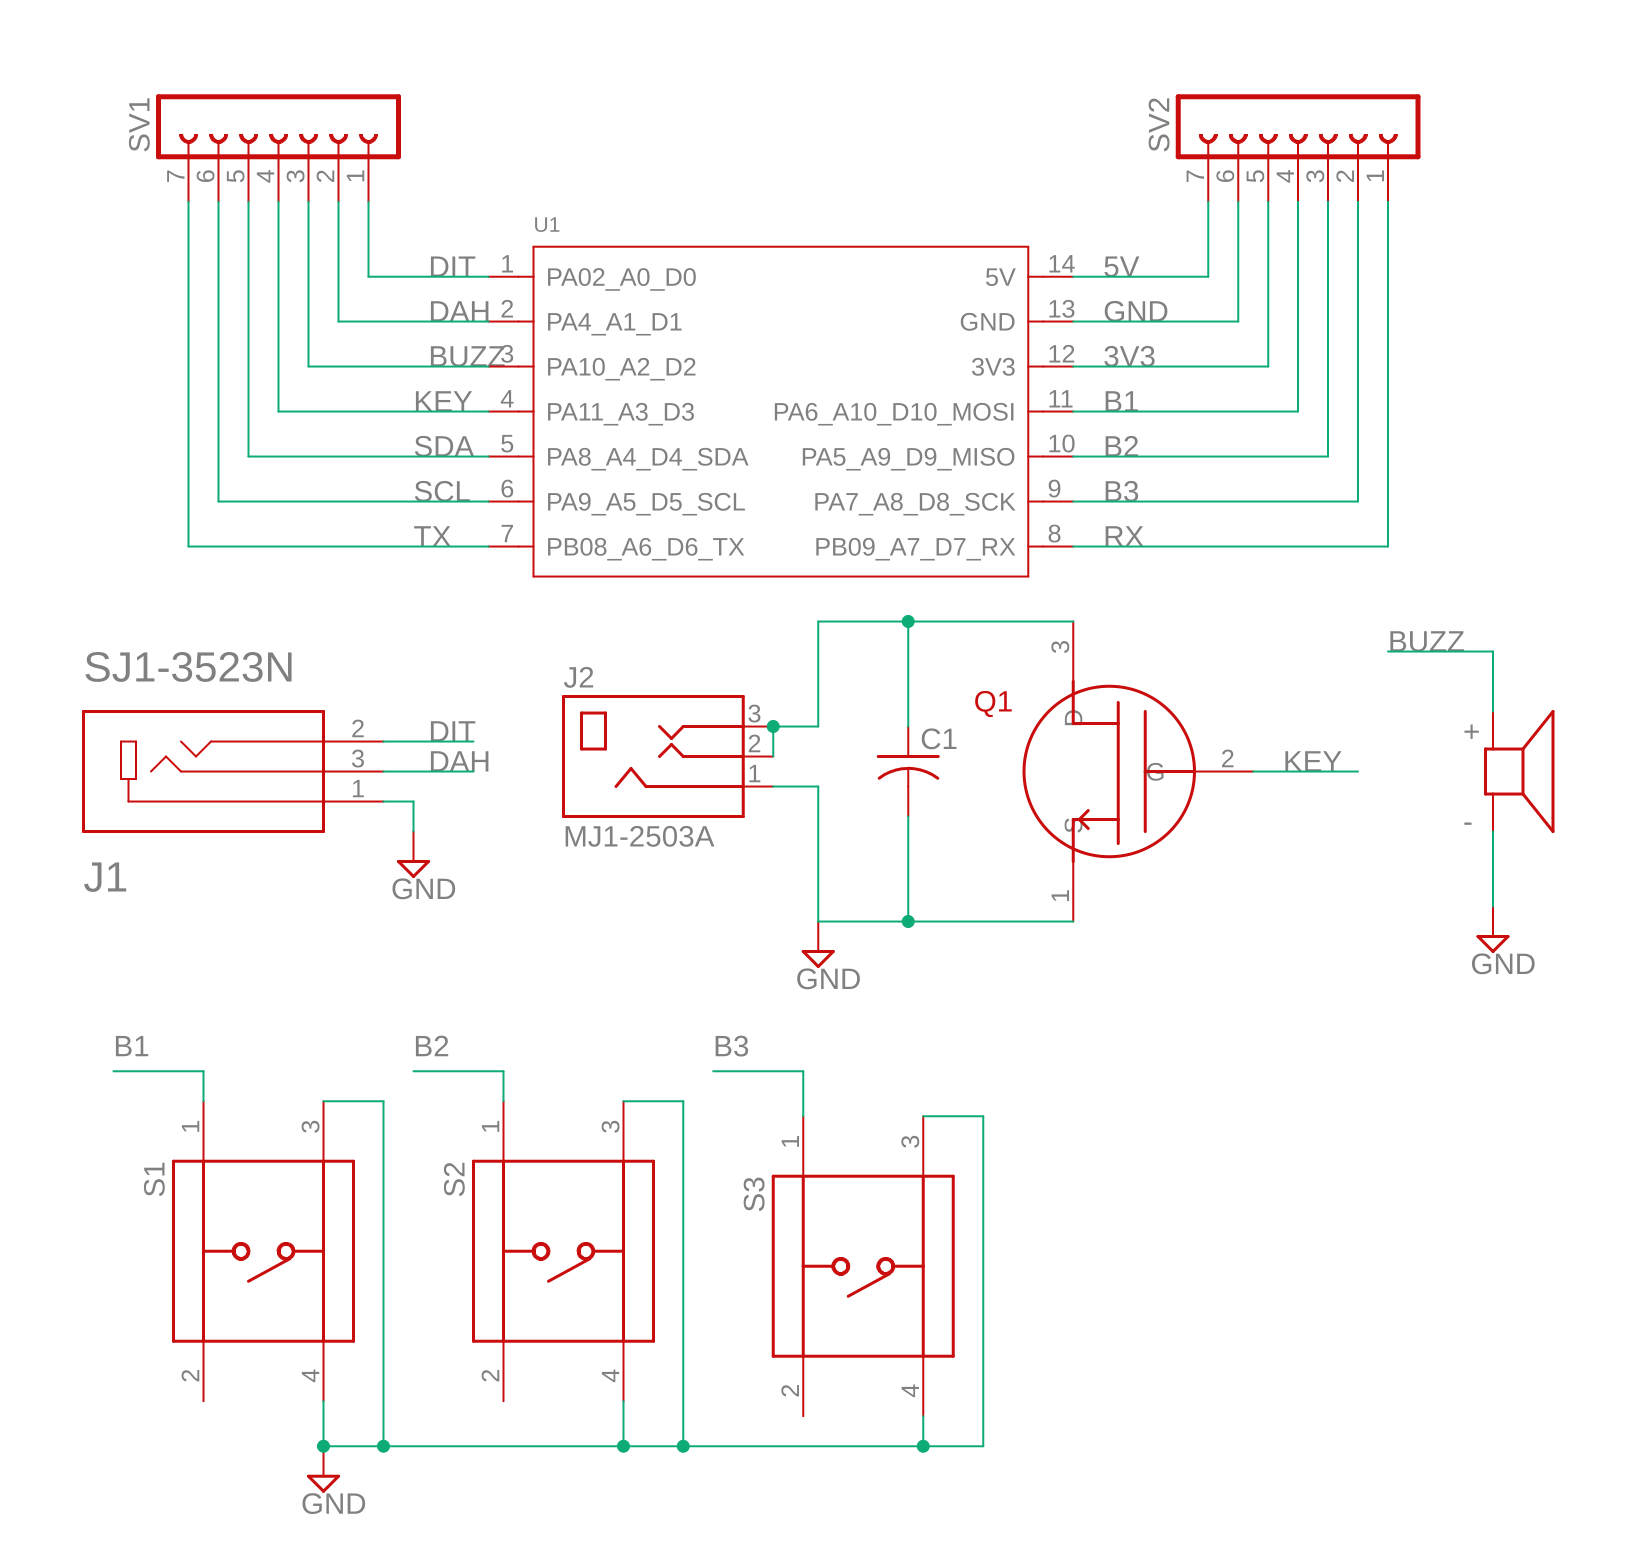 SV1
7 6 5 4 3 2 1
SV2
7 6 5 4 3 2 1
U1
DIT 1 PA02_A0_D0 5V 14 5V
DAH 2 PA4_A1_D1 GND 13 GND
BUZZ 3 PA10_A2_D2 3V3 12 3V3
KEY 4 PA11_A3_D3 PA6_A10_D10_MOSI 11 B1
SDA 5 PA8_A4_D4_SDA PA5_A9_D9_MISO 10 B2
SCL 6 PA9_A5_D5_SCL PA7_A8_D8_SCK 9 B3
TX 7 PB08_A6_D6_TX PB09_A7_D7_RX 8 RX
SJ1-3523N
2 DIT
3 DAH
1
J1
GND
J2
3
2
1
MJ1-2503A
GND
C1
Q1
3
D
G 2 KEY
S
1
BUZZ
+
-
GND
B1
1 3
S1
2 4
B2
1 3
S2
2 4
B3
1 3
S3
2 4
GND